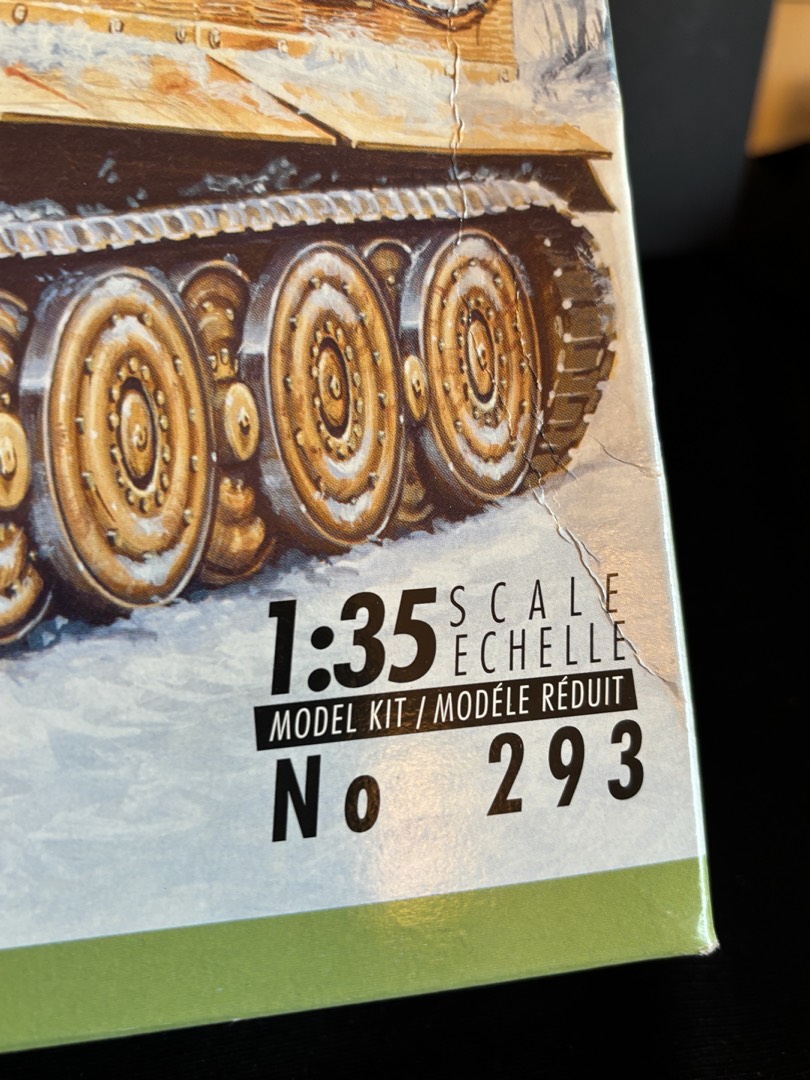 1:35 SCALE
ECHELLE
MODEL KIT / MODÉLE RÉDUIT
No 293